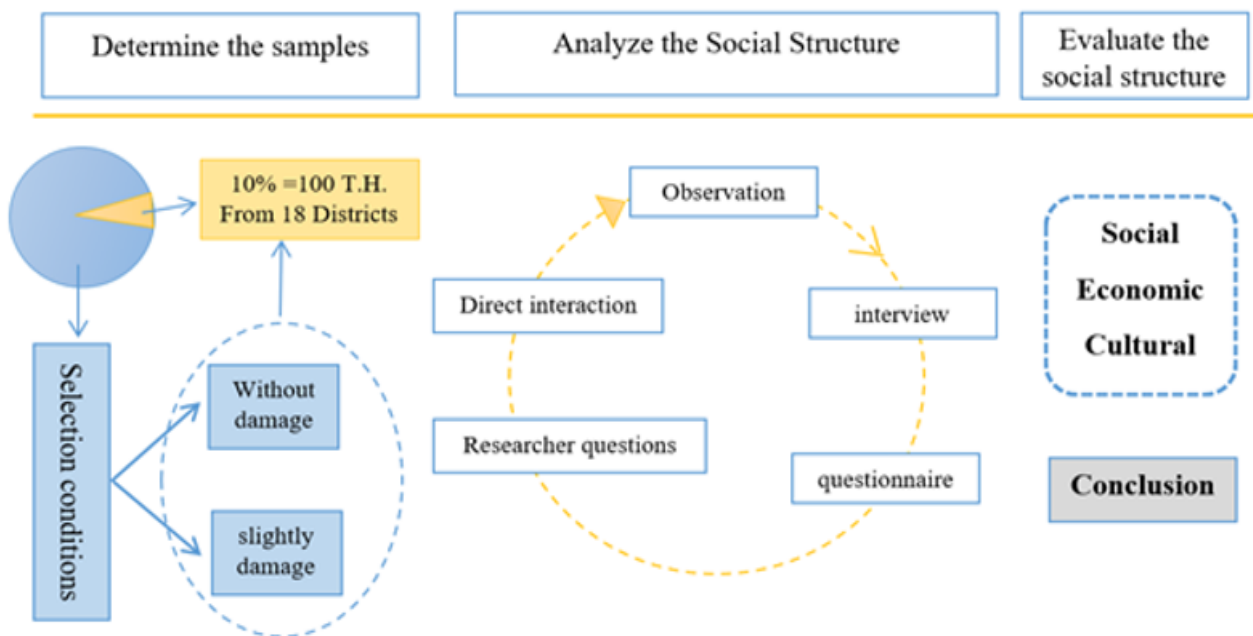 Determine the samples
Analyze the Social Structure
Evaluate the
social structure
10% =100 T.H.
From 18 Districts
Selection conditions
Without
damage
slightly
damage
Observation
interview
questionnaire
Researcher questions
Direct interaction
Social
Economic
Cultural
Conclusion